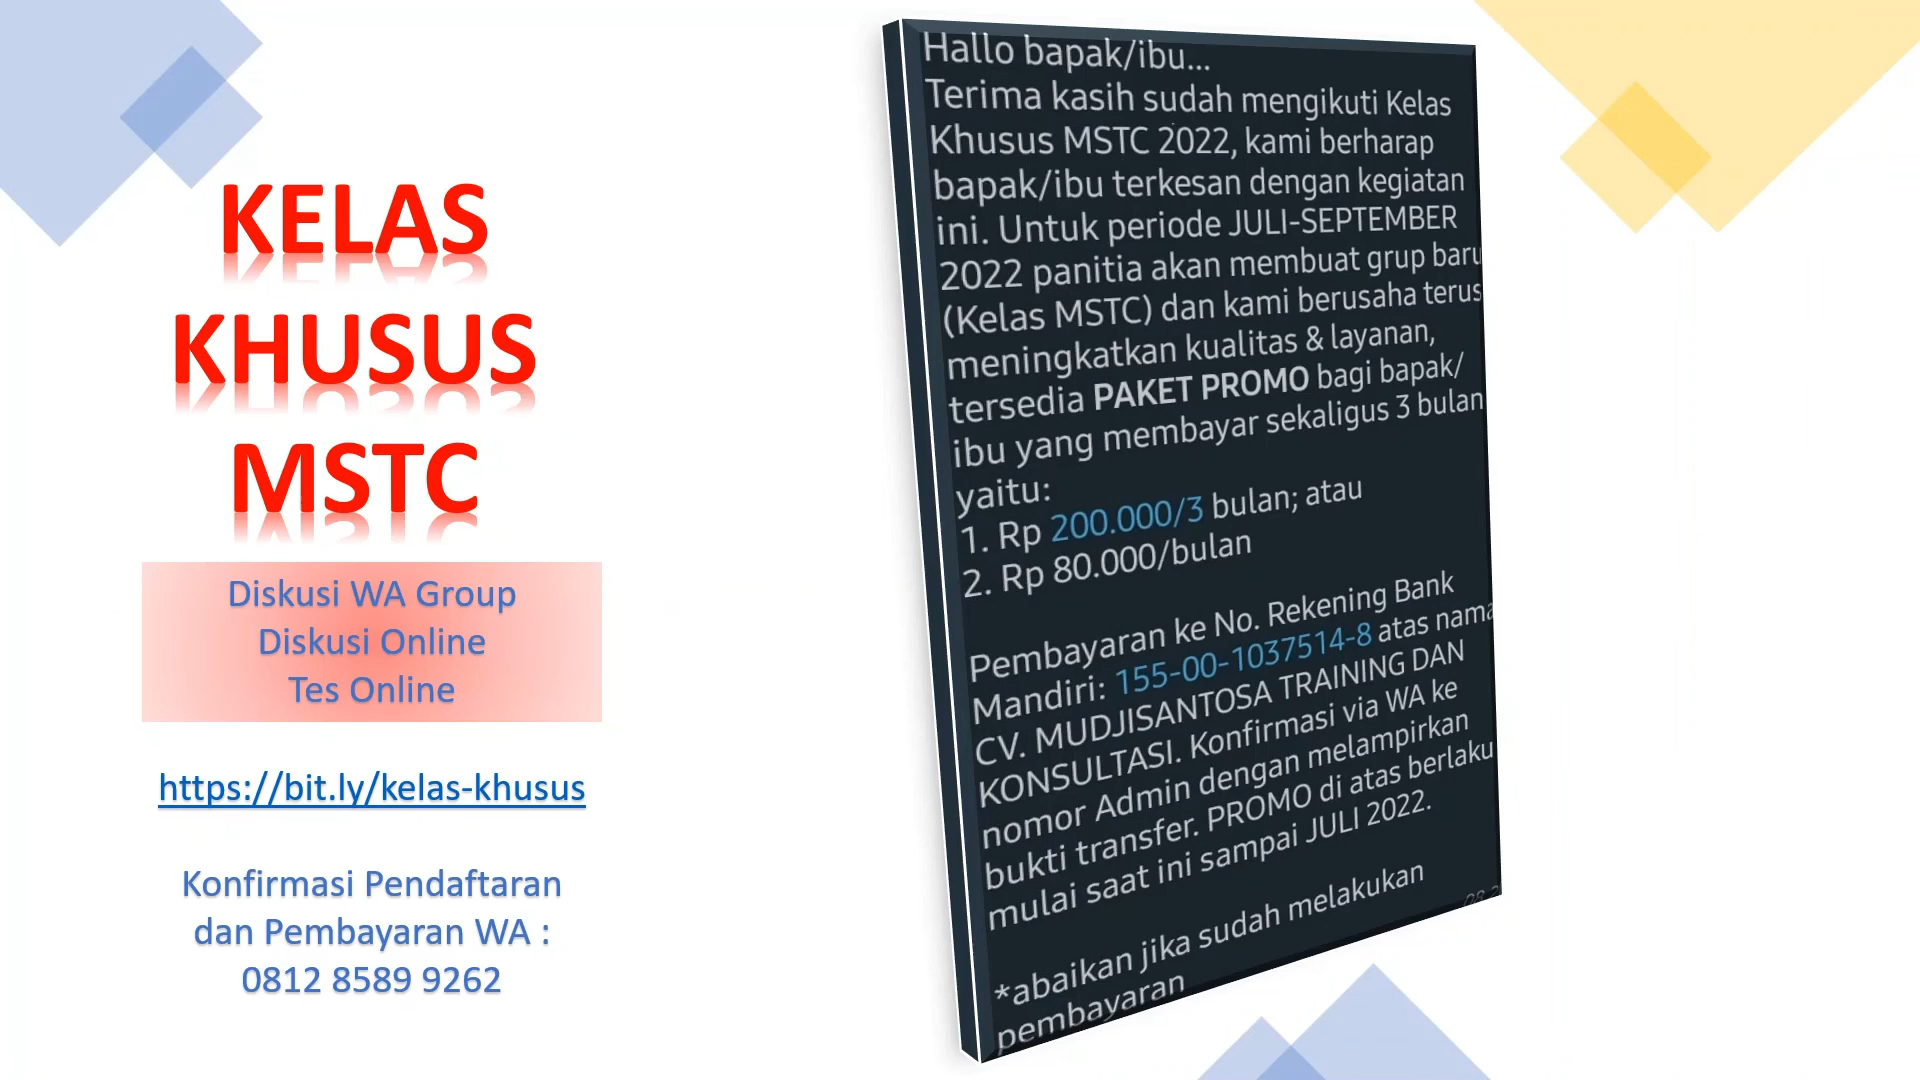 KELAS
KHUSUS
MSTC
Diskusi WA Group
Diskusi Online
Tes Online
https://bit.ly/kelas-khusus
Konfirmasi Pendaftaran
dan Pembayaran WA :
0812 8589 9262
Hallo bapak/ibu...
Terima kasih sudah mengikuti Kelas
Khusus MSTC 2022, kami berharap
bapak/ibu terkesan dengan kegiatan
ini. Untuk periode JULI-SEPTEMBER
2022 panitia akan membuat grup baru
(Kelas MSTC) dan kami berusaha terus
meningkatkan kualitas & layanan,
tersedia PAKET PROMO bagi bapak/
ibu yang membayar sekaligus 3 bulan
yaitu:
1. Rp 200.000/3 bulan; atau
2. Rp 80.000/bulan
Pembayaran ke No. Rekening Bank
Mandiri: 155-00-1037514-8 atas nama
CV. MUDJISANTOSA TRAINING DAN
KONSULTASI. Konfirmasi via WA ke
nomor Admin dengan melampirkan
bukti transfer. PROMO di atas berlaku
mulai saat ini sampai JULI 2022.
*abaikan jika sudah melakukan
pembayaran